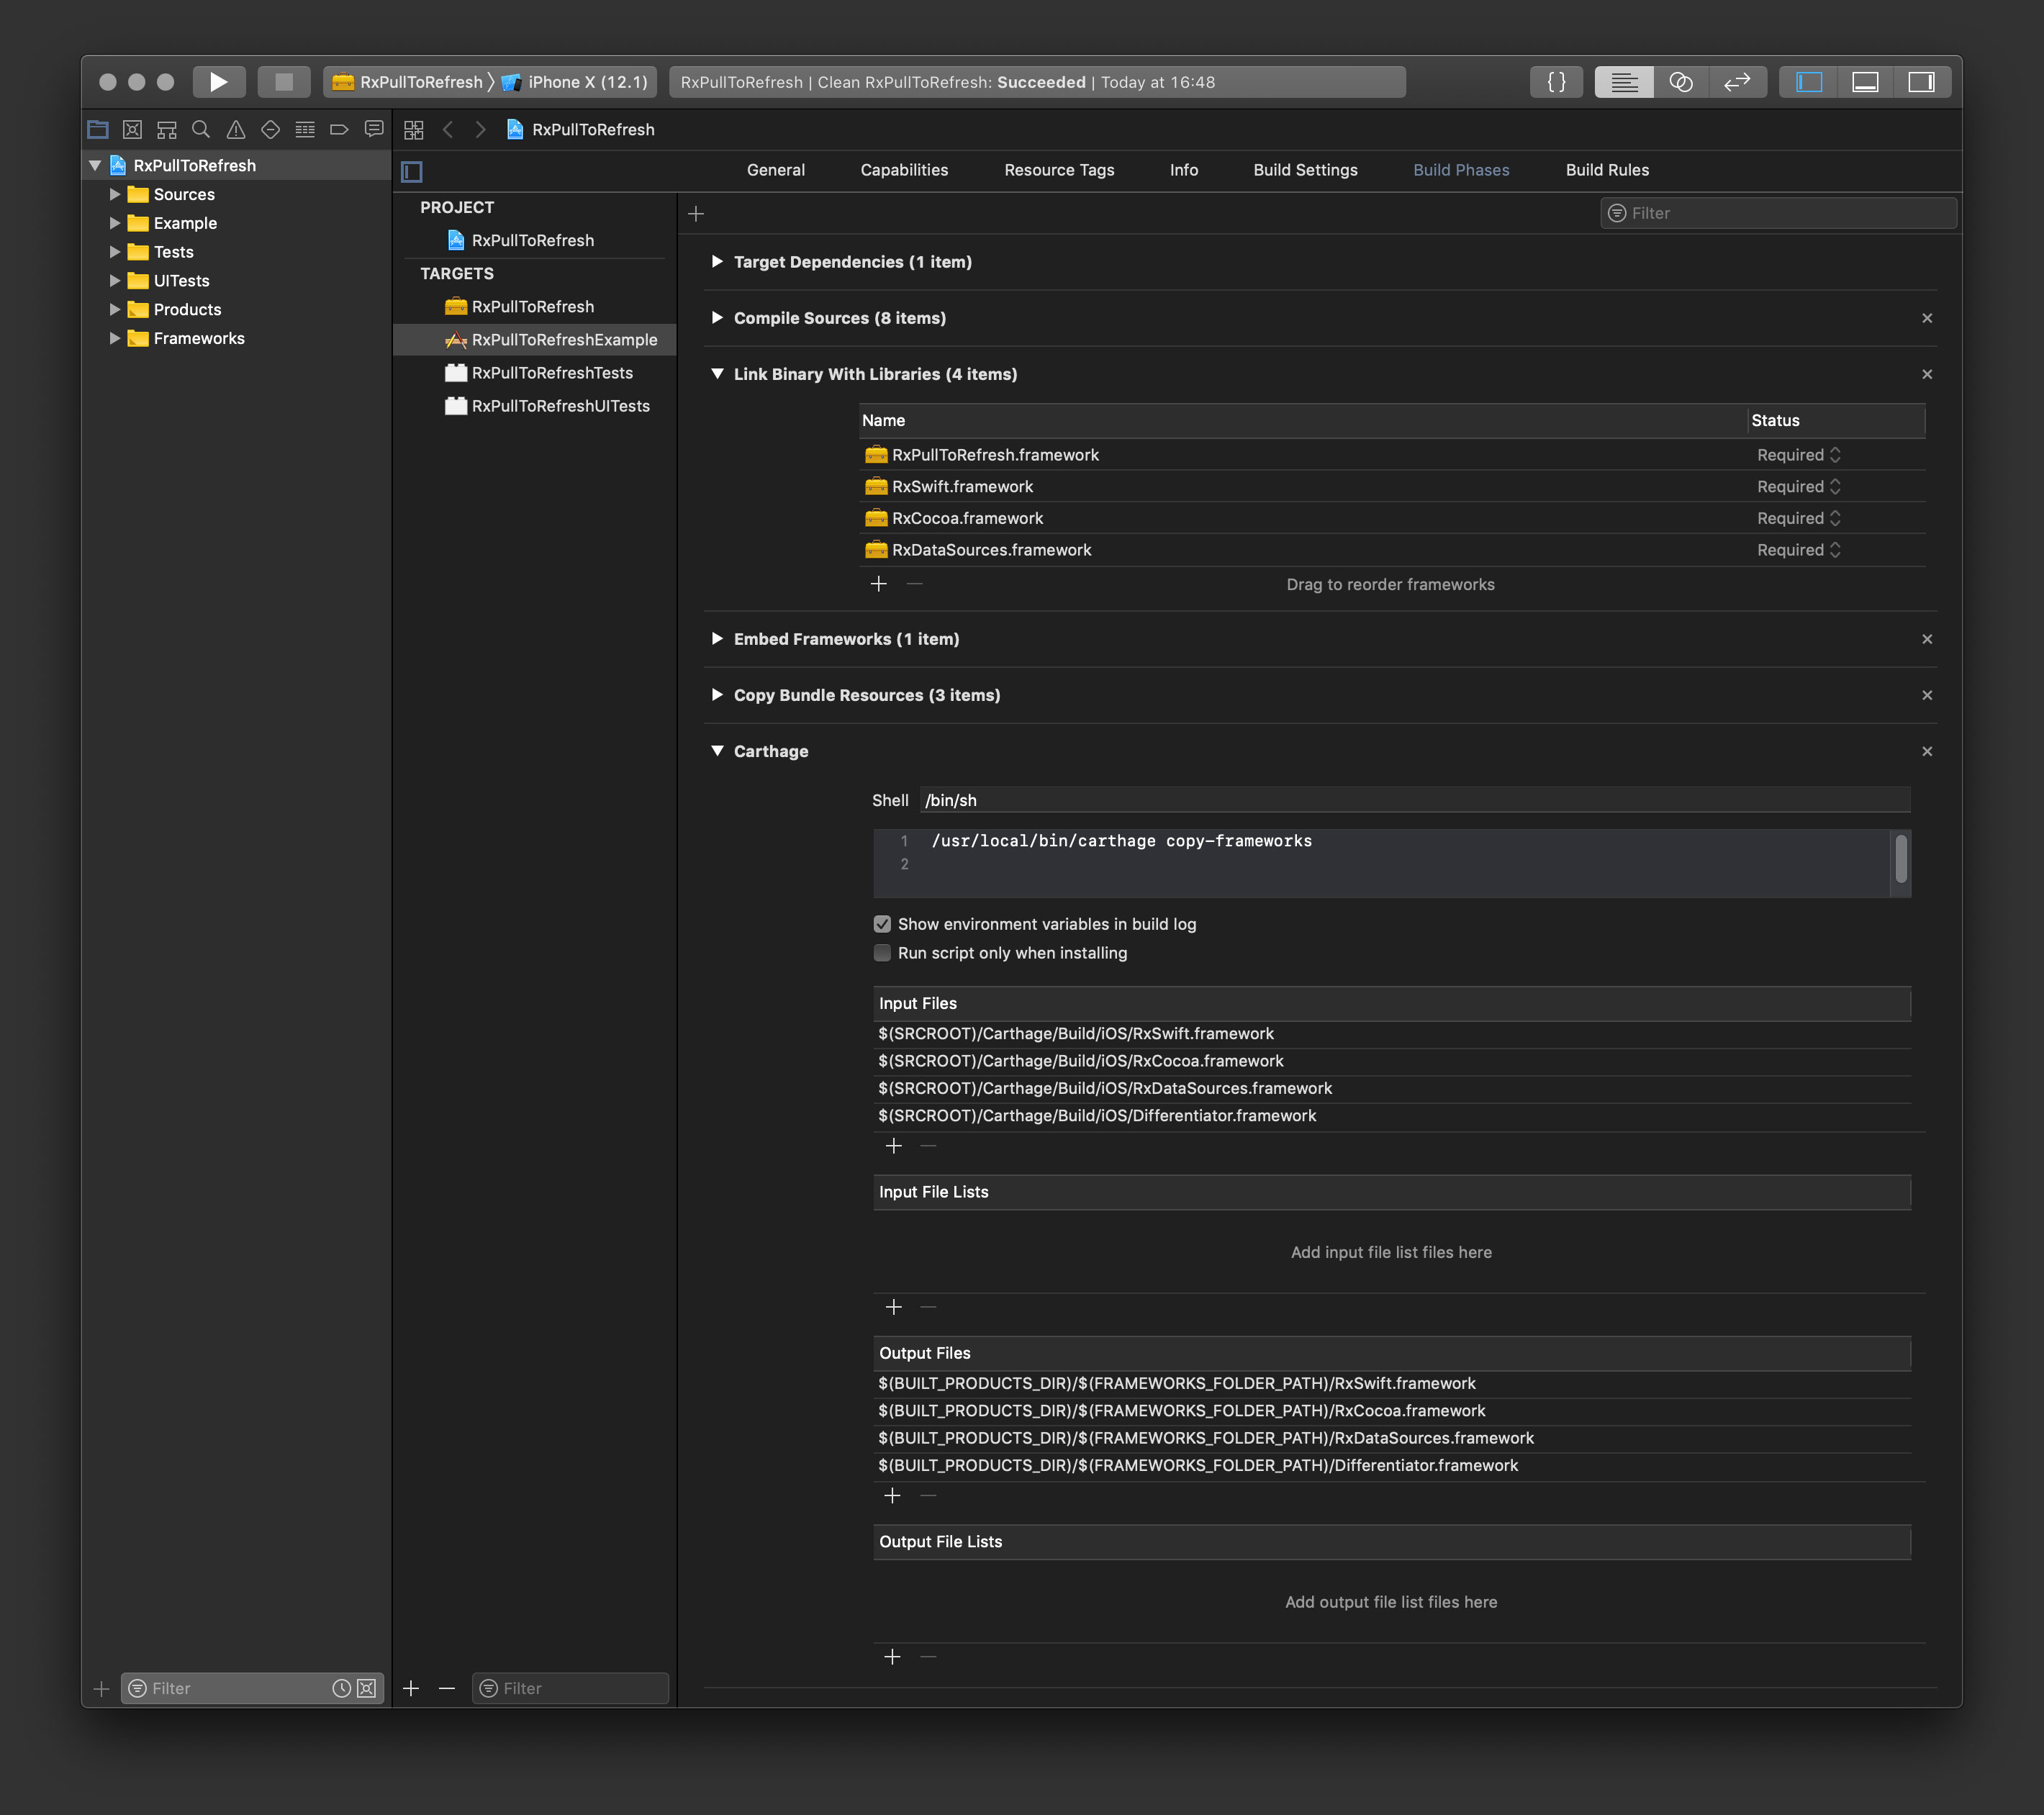 RxPullToRefresh
iPhone X (12.1)
RxPullToRefresh | Clean RxPullToRefresh: Succeeded | Today at 16:48
{}
RxPullToRefresh
RxPullToRefresh
Sources
Example
Tests
UITests
Products
Frameworks
General
Capabilities
Resource Tags
Info
Build Settings
Build Phases
Build Rules
PROJECT
RxPullToRefresh
TARGETS
RxPullToRefresh
RxPullToRefreshExample
RxPullToRefreshTests
RxPullToRefreshUITests
Filter
Target Dependencies (1 item)
Compile Sources (8 items)
Link Binary With Libraries (4 items)
Name
Status
RxPullToRefresh.framework
Required
RxSwift.framework
Required
RxCocoa.framework
Required
RxDataSources.framework
Required
Drag to reorder frameworks
Embed Frameworks (1 item)
Copy Bundle Resources (3 items)
Carthage
Shell
/bin/sh
1 /usr/local/bin/carthage copy-frameworks
2
Show environment variables in build log
Run script only when installing
Input Files
$(SRCROOT)/Carthage/Build/iOS/RxSwift.framework
$(SRCROOT)/Carthage/Build/iOS/RxCocoa.framework
$(SRCROOT)/Carthage/Build/iOS/RxDataSources.framework
$(SRCROOT)/Carthage/Build/iOS/Differentiator.framework
Input File Lists
Add input file list files here
Output Files
$(BUILT_PRODUCTS_DIR)/$(FRAMEWORKS_FOLDER_PATH)/RxSwift.framework
$(BUILT_PRODUCTS_DIR)/$(FRAMEWORKS_FOLDER_PATH)/RxCocoa.framework
$(BUILT_PRODUCTS_DIR)/$(FRAMEWORKS_FOLDER_PATH)/RxDataSources.framework
$(BUILT_PRODUCTS_DIR)/$(FRAMEWORKS_FOLDER_PATH)/Differentiator.framework
Output File Lists
Add output file list files here
Filter
Filter